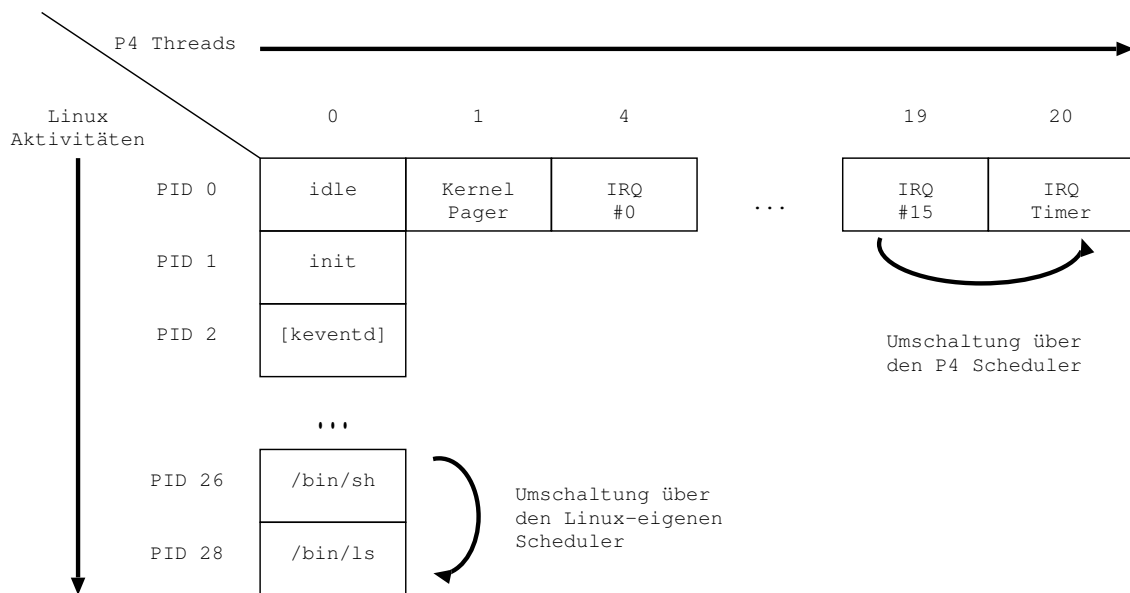 P4 Threads
Linux
Aktivitäten
0 1 4 19 20
PID 0 idle Kernel Pager IRQ #0 ... IRQ #15 IRQ Timer
PID 1 init
PID 2 [keventd]
Umschaltung über
den P4 Scheduler
...
PID 26 /bin/sh
Umschaltung über
den Linux-eigenen
Scheduler
PID 28 /bin/ls